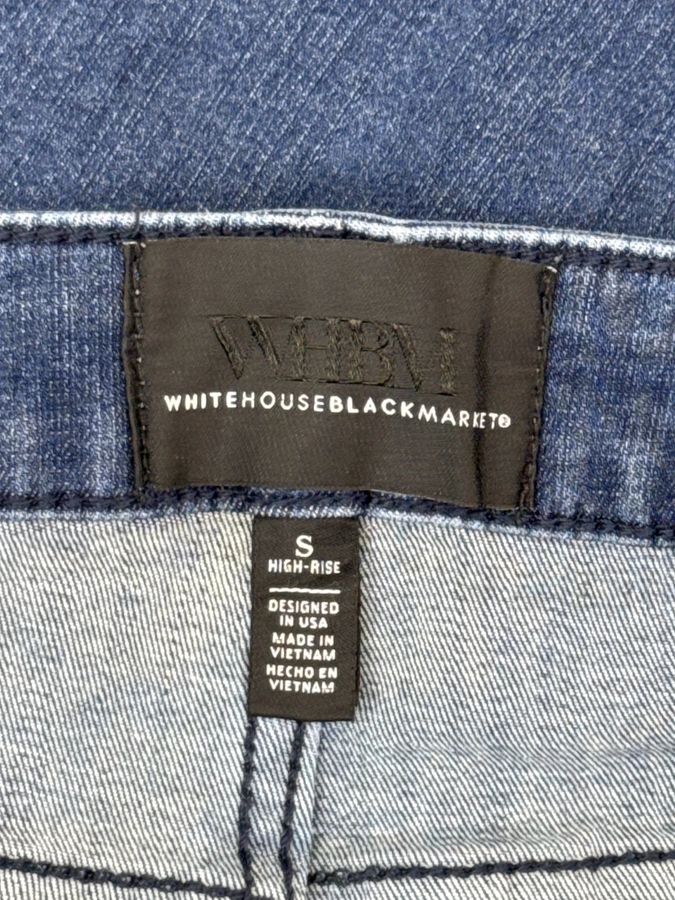 WHBM
WHITEHOUSEBLACKMARKET®
S
HIGH-RISE
DESIGNED
IN USA
MADE IN
VIETNAM
HECHO EN
VIETNAM